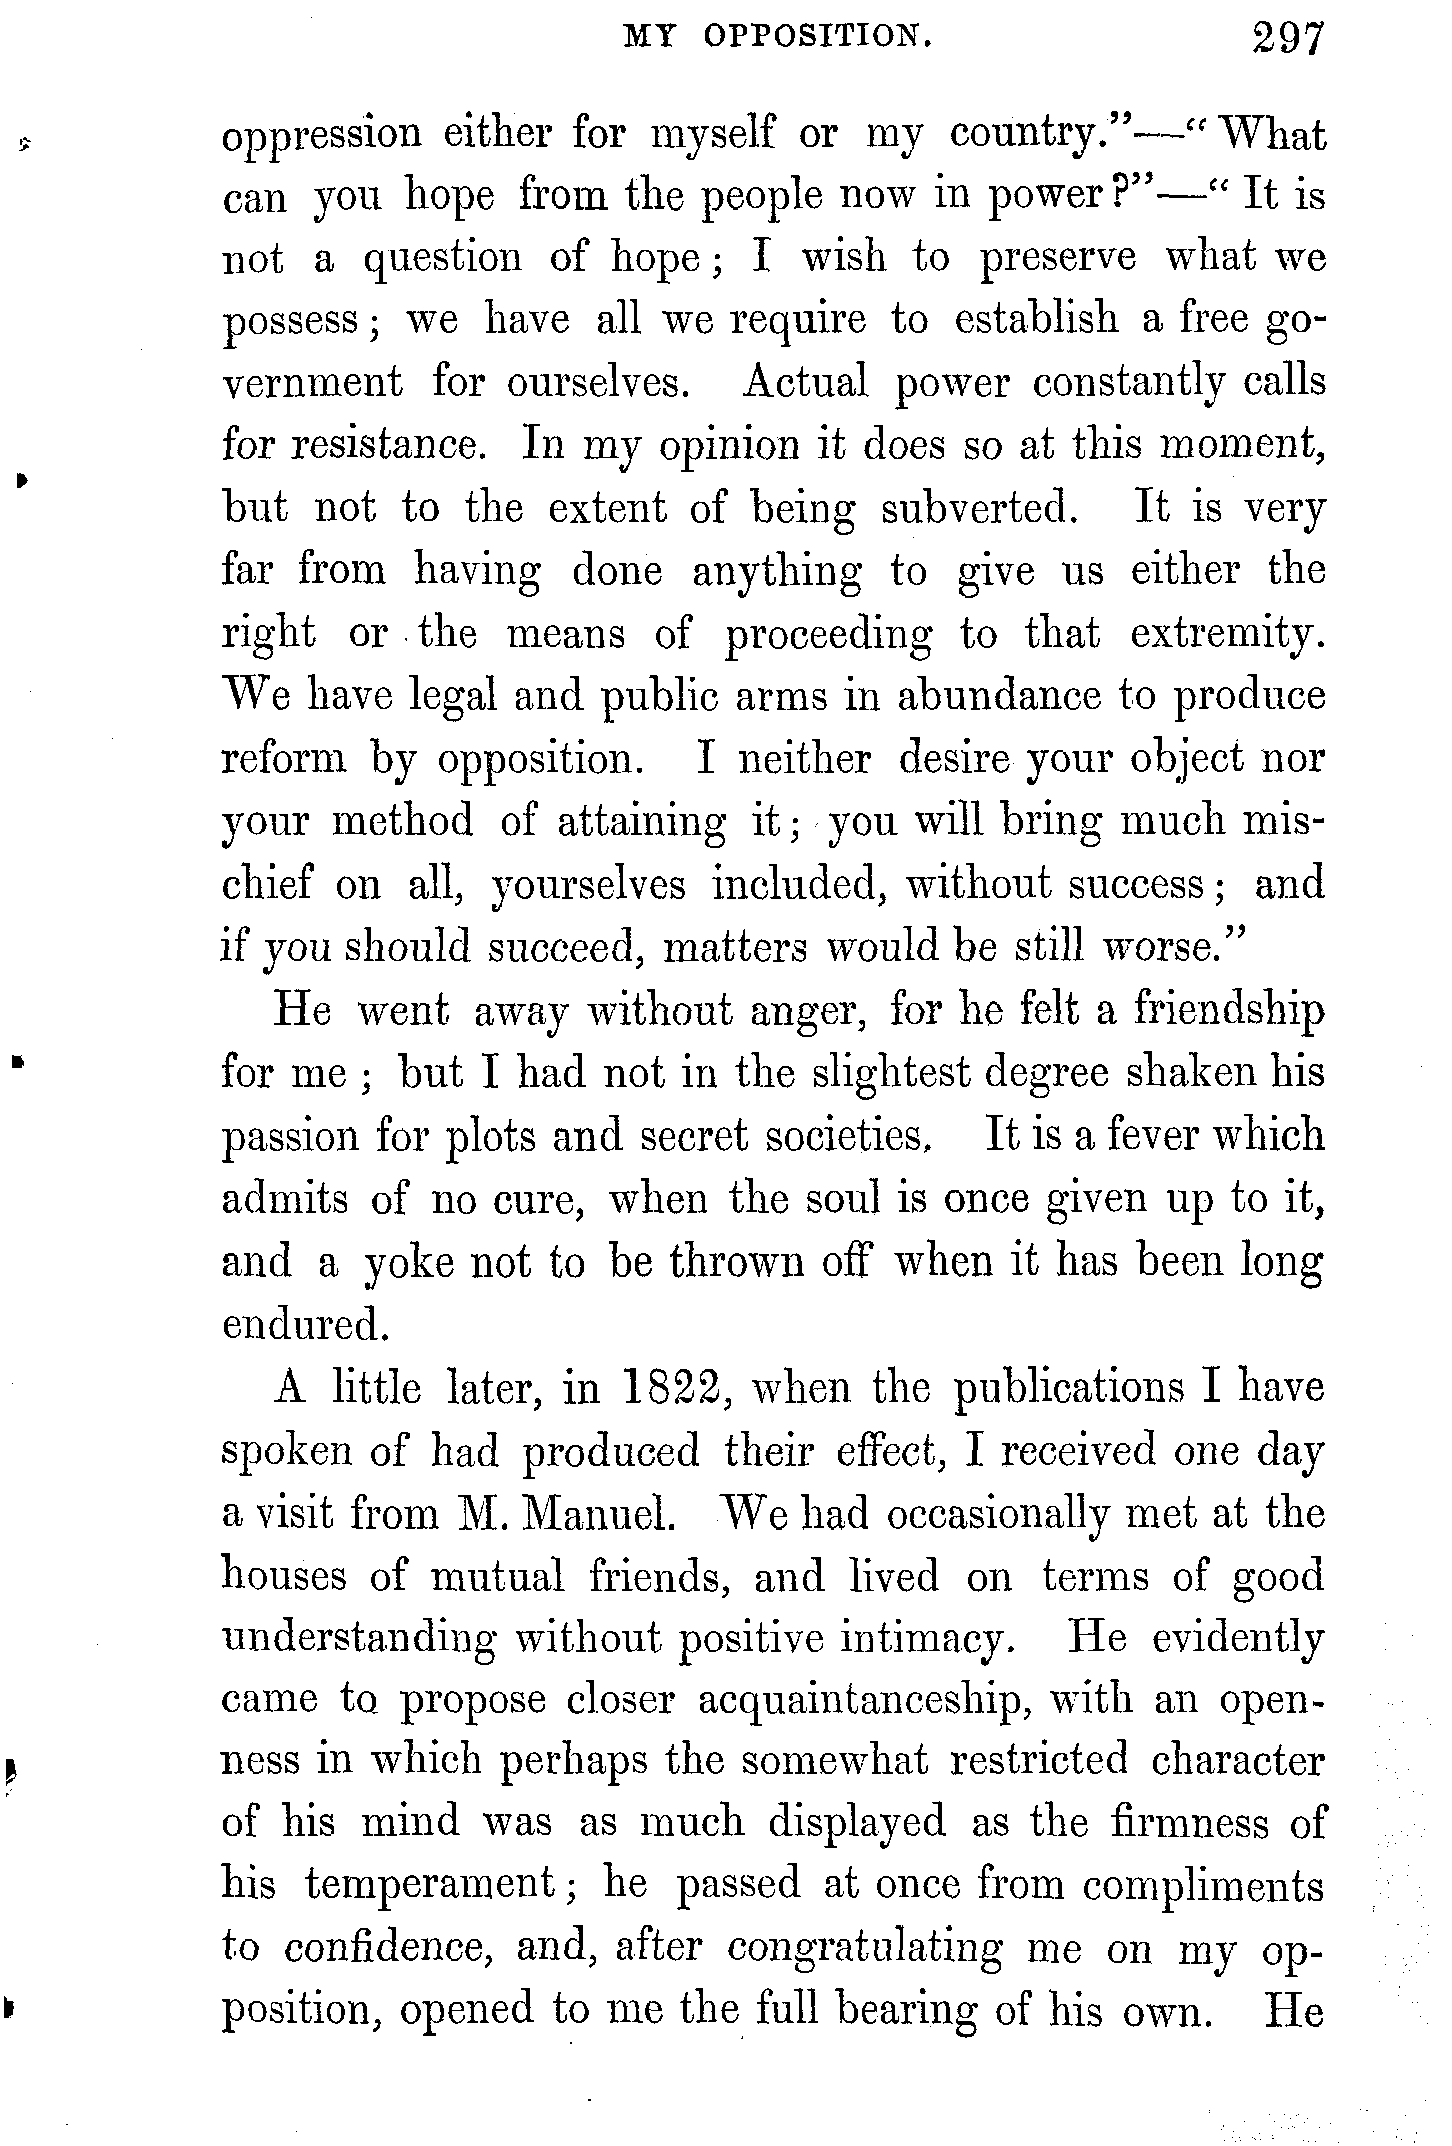 MY OPPOSITION. 297
oppression either for myself or my country.”—“ What
can you hope from the people now in power?”—“ It is
not a question of hope ; I wish to preserve what we
possess ; we have all we require to establish a free go-
vernment for ourselves. Actual power constantly calls
for resistance. In my opinion it does so at this moment,
but not to the extent of being subverted. It is very
far from having done anything to give us either the
right or the means of proceeding to that extremity.
We have legal and public arms in abundance to produce
reform by opposition. I neither desire your object nor
your method of attaining it ; you will bring much mis-
chief on all, yourselves included, without success ; and
if you should succeed, matters would be still worse.”
He went away without anger, for he felt a friendship
for me ; but I had not in the slightest degree shaken his
passion for plots and secret societies. It is a fever which
admits of no cure, when the soul is once given up to it,
and a yoke not to be thrown off when it has been long
endured.
A little later, in 1822, when the publications I have
spoken of had produced their effect, I received one day
a visit from M. Manuel. We had occasionally met at the
houses of mutual friends, and lived on terms of good
understanding without positive intimacy. He evidently
came to propose closer acquaintanceship, with an open-
ness in which perhaps the somewhat restricted character
of his mind was as much displayed as the firmness of
his temperament ; he passed at once from compliments
to confidence, and, after congratulating me on my op-
position, opened to me the full bearing of his own. He